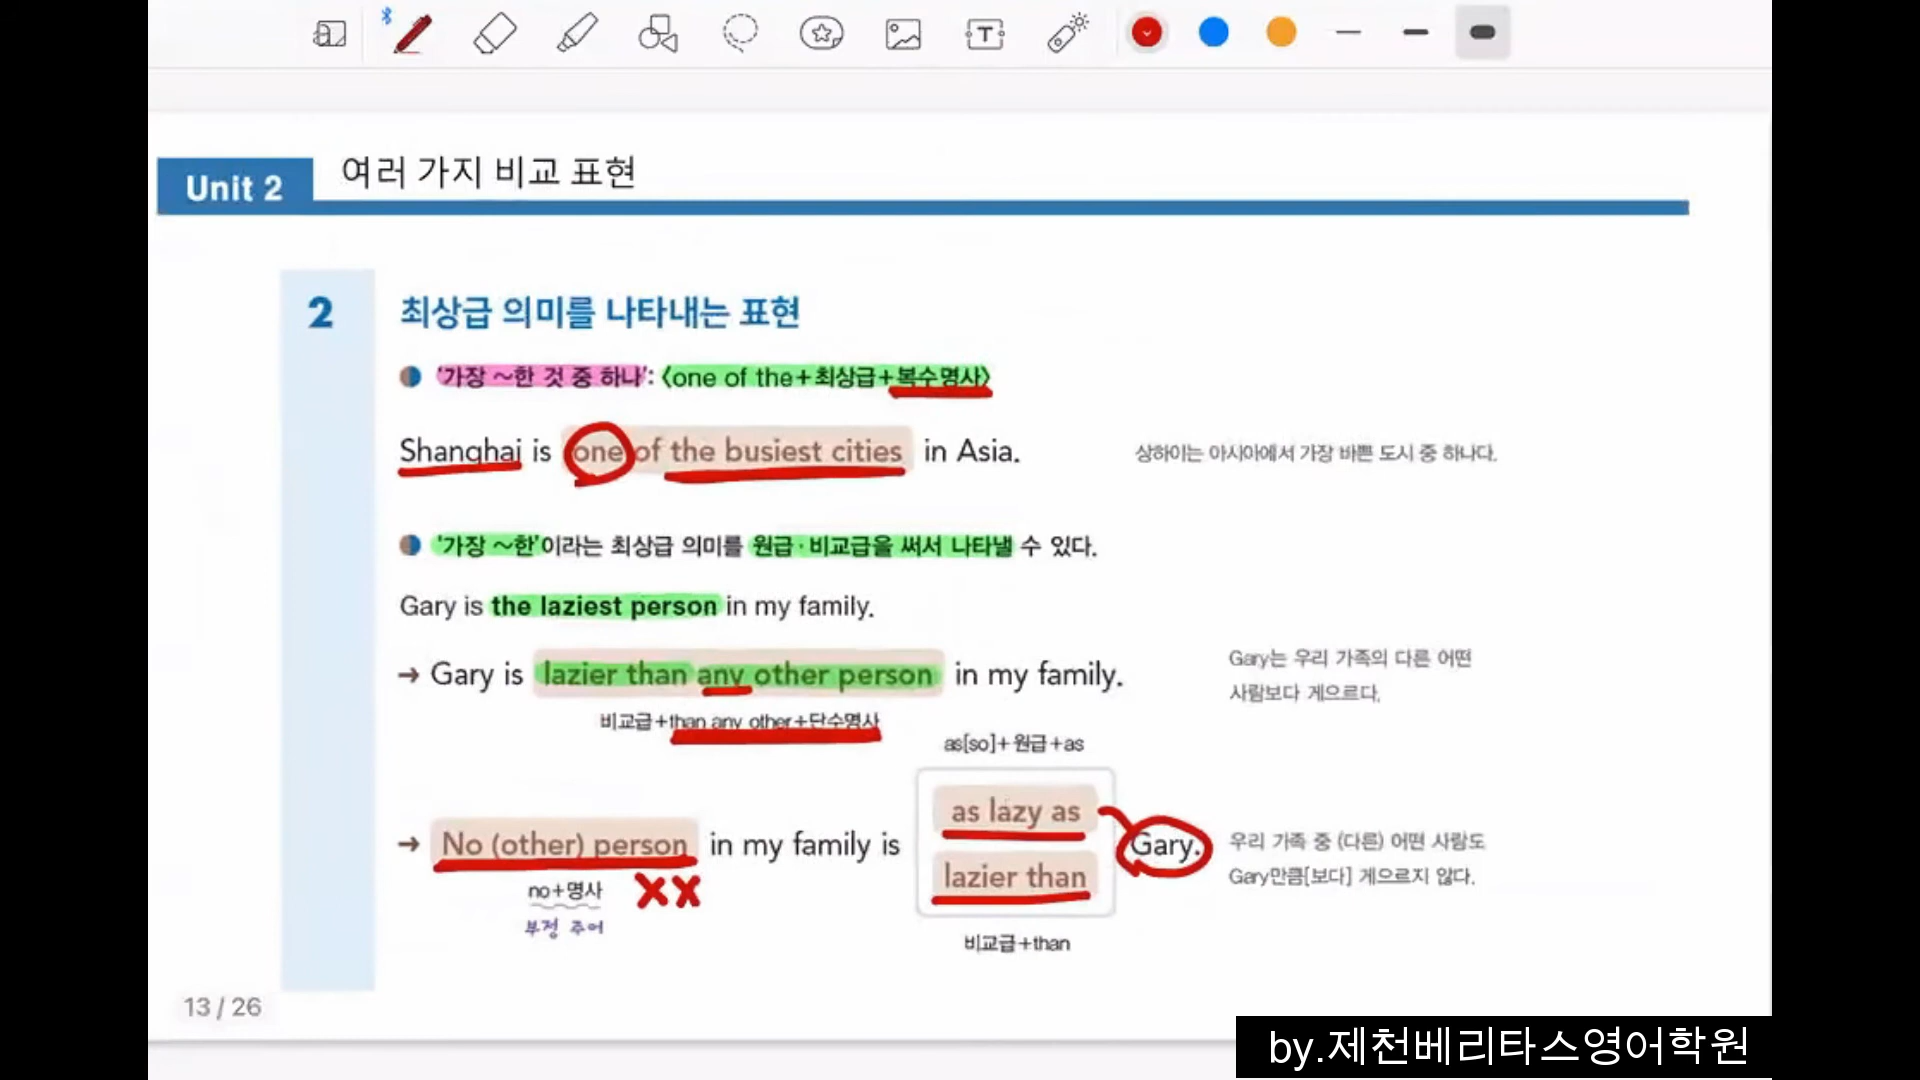 T
Unit 2
여러 가지 비교 표현
2
최상급 의미를 나타내는 표현
'가장 ~한 것 중 하나': <one of the+최상급+복수명사>
Shanghai is one of the busiest cities in Asia.
상하이는 아시아에서 가장 바쁜 도시 중 하나다.
'가장 ~한'이라는 최상급 의미를 원급·비교급을 써서 나타낼 수 있다.
Gary is the laziest person in my family.
→ Gary is lazier than any other person in my family.
Gary는 우리 가족의 다른 어떤
사람보다 게으르다.
비교급+than any other+단수명사
as[so]+원급+as
→ No (other) person in my family is
as lazy as
lazier than
Gary.
우리 가족 중 (다른) 어떤 사람도
Gary만큼[보다] 게으르지 않다.
no+명사
XX
부정 주어
비교급+than
13 / 26
by.제천베리타스영어학원